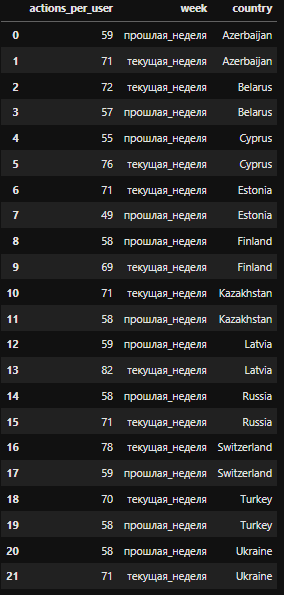 actions_per_user week country
0 59 прошлая_неделя Azerbaijan
1 71 текущая_неделя Azerbaijan
2 72 текущая_неделя Belarus
3 57 прошлая_неделя Belarus
4 55 прошлая_неделя Cyprus
5 76 текущая_неделя Cyprus
6 71 текущая_неделя Estonia
7 49 прошлая_неделя Estonia
8 58 прошлая_неделя Finland
9 69 текущая_неделя Finland
10 71 текущая_неделя Kazakhstan
11 58 прошлая_неделя Kazakhstan
12 59 прошлая_неделя Latvia
13 82 текущая_неделя Latvia
14 58 прошлая_неделя Russia
15 71 текущая_неделя Russia
16 78 текущая_неделя Switzerland
17 59 прошлая_неделя Switzerland
18 70 текущая_неделя Turkey
19 58 прошлая_неделя Turkey
20 58 прошлая_неделя Ukraine
21 71 текущая_неделя Ukraine